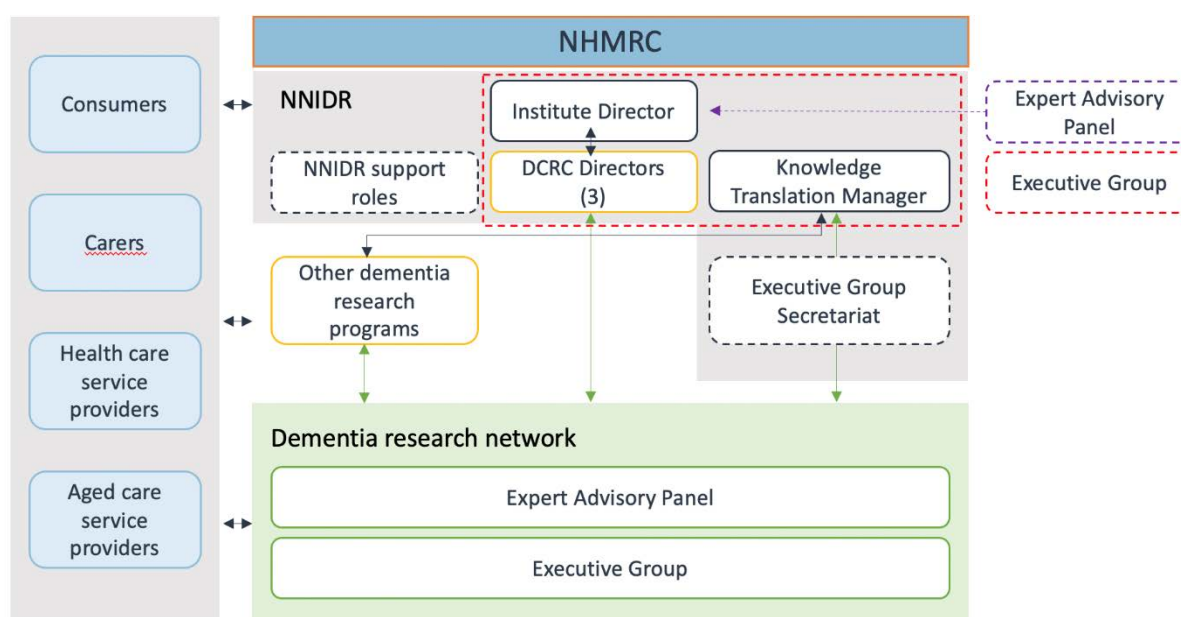 NHMRC
Consumers
Carers
Health care
service
providers
Aged care
service
providers
NNIDR
Institute Director
NNIDR support
roles
DCRC Directors
(3)
Knowledge
Translation Manager
Expert Advisory
Panel
Executive Group
Other dementia
research
programs
Executive Group
Secretariat
Dementia research network
Expert Advisory Panel
Executive Group